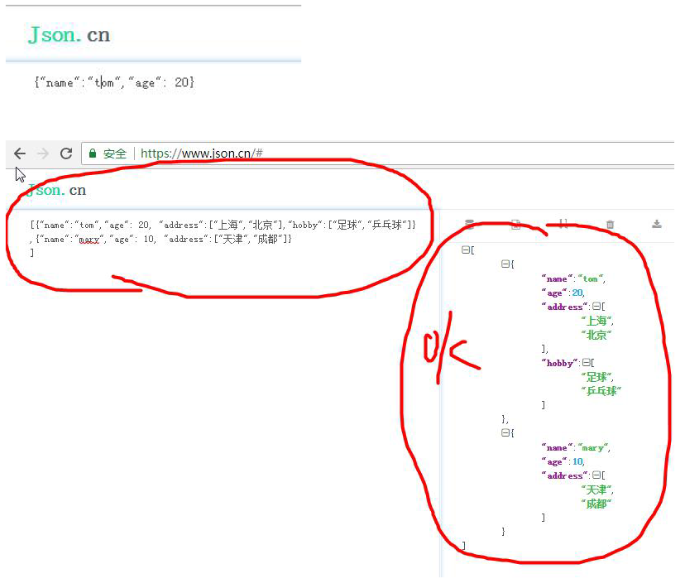 Json.cn
{"name":"tom","age": 20}
安全 https://www.json.cn/#
Json.cn
[{"name":"tom","age": 20, "address":["上海","北京"],"hobby":["足球","乒乓球"]}
,{"name":"mary","age": 10, "address":["天津","成都"]}
]
[
{
"name":"tom",
"age":20,
"address":[
"上海",
"北京"
],
"hobby":[
"足球",
"乒乓球"
]
},
{
"name":"mary",
"age":10,
"address":[
"天津",
"成都"
]
}
]
OK